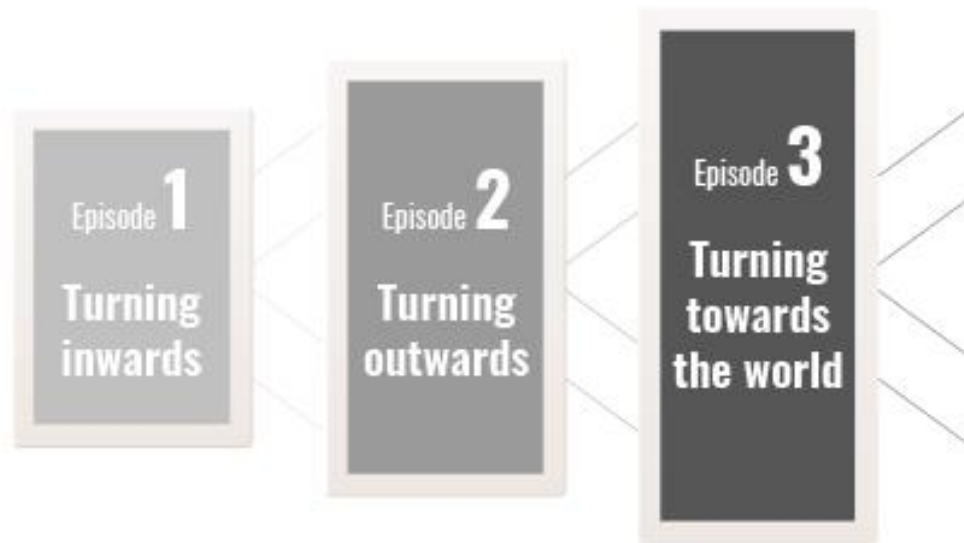 Episode 1
Turning
inwards
Episode 2
Turning
outwards
Episode 3
Turning
towards
the world